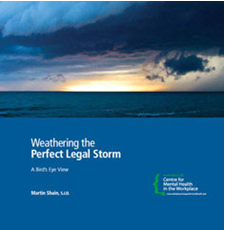 Weathering the
Perfect Legal Storm
A Bird's Eye View
Martin Shain, S.J.D.
Centre for
Mental Health
in the Workplace